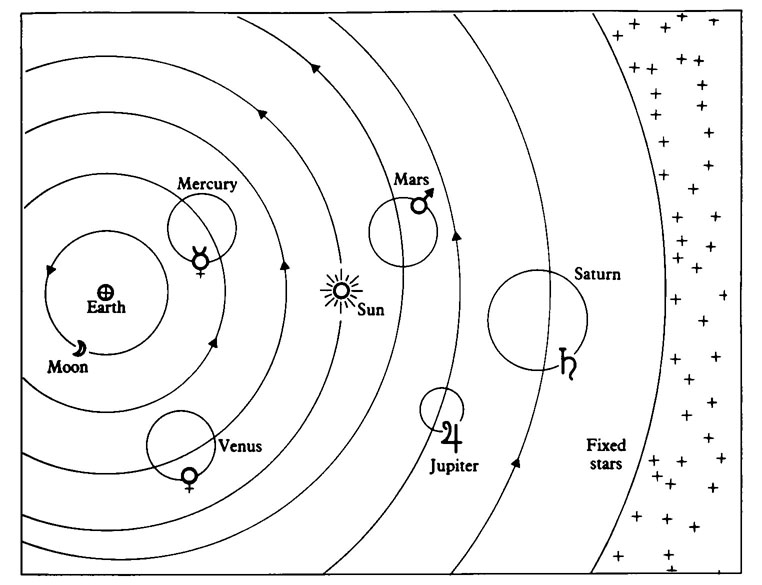 Mercury
Mars
Saturn
Earth
Sun
Moon
Venus
Fixed
stars
Jupiter